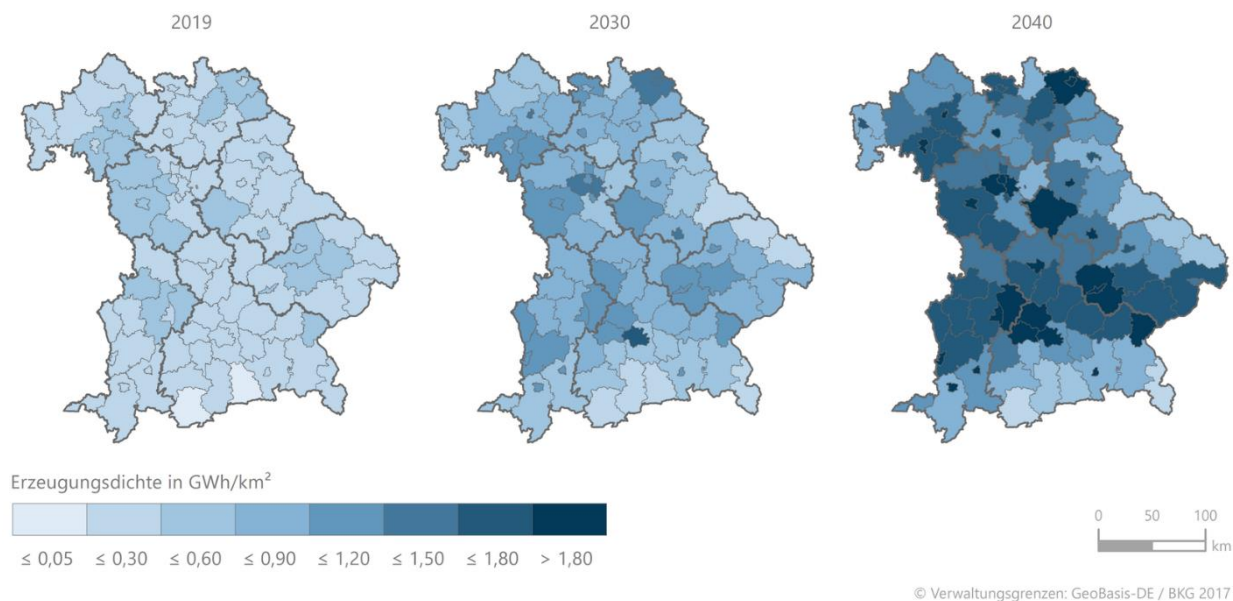 2019 2030 2040
Erzeugungsdichte in GWh/km²
≤ 0,05 ≤ 0,30 ≤ 0,60 ≤ 0,90 ≤ 1,20 ≤ 1,50 ≤ 1,80 > 1,80
0 50 100
km
© Verwaltungsgrenzen: GeoBasis-DE / BKG 2017